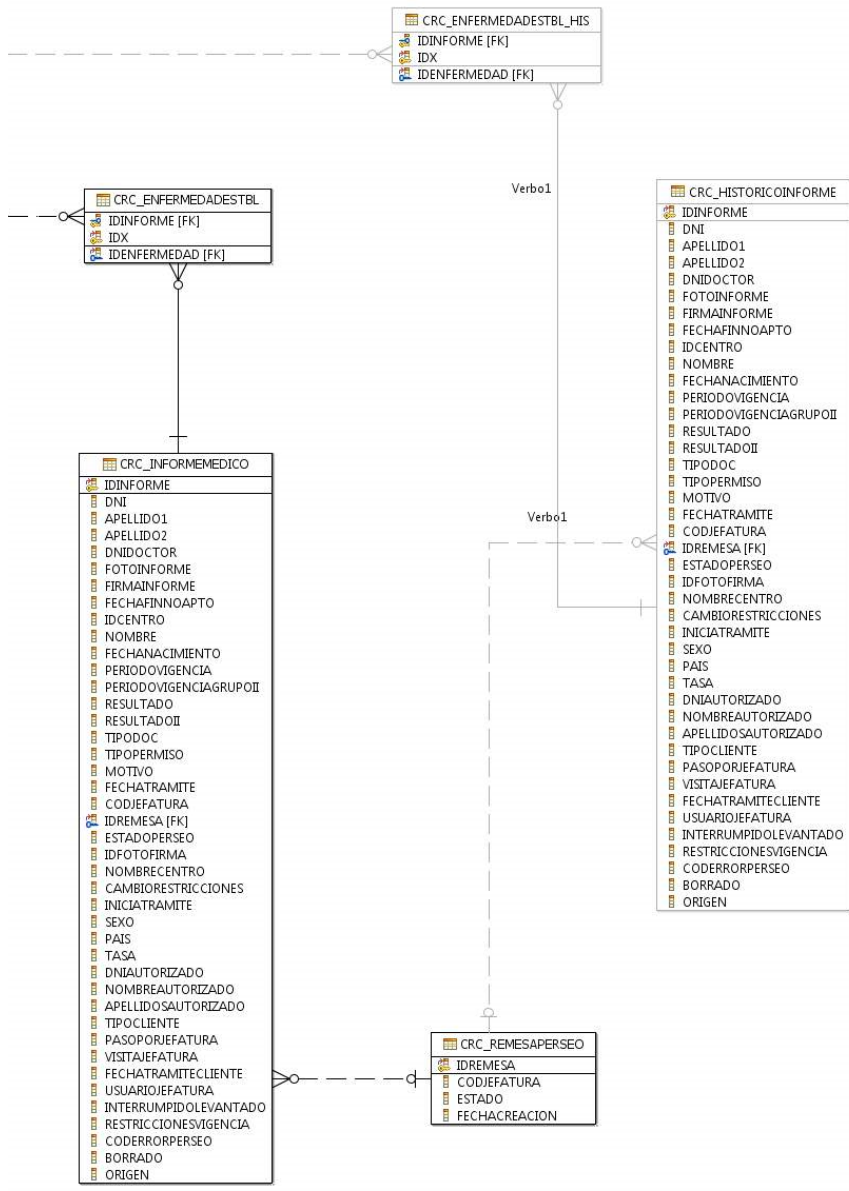 CRC_ENFERMEDADESTBL_HIS
IDINFORME [FK]
IDX
IDENFERMEDAD [FK]
Verbo1
CRC_ENFERMEDADESTBL
IDINFORME [FK]
IDX
IDENFERMEDAD [FK]
CRC_HISTORICOINFORME
IDINFORME
DNI
APELLIDO1
APELLIDO2
DNIDOCTOR
FOTOINFORME
FIRMAINFORME
FECHAFINNOAPTO
IDCENTRO
NOMBRE
FECHANACIMIENTO
PERIODOVIGENCIA
PERIODOVIGENCIAGRUPOII
RESULTADO
RESULTADOII
TIPODOC
TIPOPERMISO
MOTIVO
FECHATRAMITE
CODJEFATURA
IDREMESA [FK]
ESTADOPERSEO
IDFOTOFIRMA
NOMBRECENTRO
CAMBIORESTRICCIONES
INICIATRAMITE
SEXO
PAIS
TASA
DNIAUTORIZADO
NOMBREAUTORIZADO
APELLIDOSAUTORIZADO
TIPOCLIENTE
PASOPORJEFATURA
VISITAJEFATURA
FECHATRAMITECLIENTE
USUARIOJEFATURA
INTERRUMPIDOLEVANTADO
RESTRICCIONESVIGENCIA
CODERRORPERSEO
BORRADO
ORIGEN
Verbo1
CRC_INFORMEMEDICO
IDINFORME
DNI
APELLIDO1
APELLIDO2
DNIDOCTOR
FOTOINFORME
FIRMAINFORME
FECHAFINNOAPTO
IDCENTRO
NOMBRE
FECHANACIMIENTO
PERIODOVIGENCIA
PERIODOVIGENCIAGRUPOII
RESULTADO
RESULTADOII
TIPODOC
TIPOPERMISO
MOTIVO
FECHATRAMITE
CODJEFATURA
IDREMESA [FK]
ESTADOPERSEO
IDFOTOFIRMA
NOMBRECENTRO
CAMBIORESTRICCIONES
INICIATRAMITE
SEXO
PAIS
TASA
DNIAUTORIZADO
NOMBREAUTORIZADO
APELLIDOSAUTORIZADO
TIPOCLIENTE
PASOPORJEFATURA
VISITAJEFATURA
FECHATRAMITECLIENTE
USUARIOJEFATURA
INTERRUMPIDOLEVANTADO
RESTRICCIONESVIGENCIA
CODERRORPERSEO
BORRADO
ORIGEN
CRC_REMESAPERSEO
IDREMESA
CODJEFATURA
ESTADO
FECHACREACION